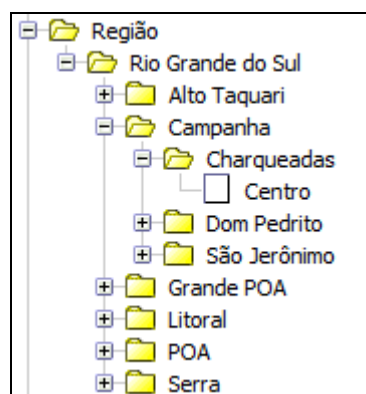 Região
Rio Grande do Sul
Alto Taquari
Campanha
Charqueadas
Centro
Dom Pedrito
São Jerônimo
Grande POA
Litoral
POA
Serra